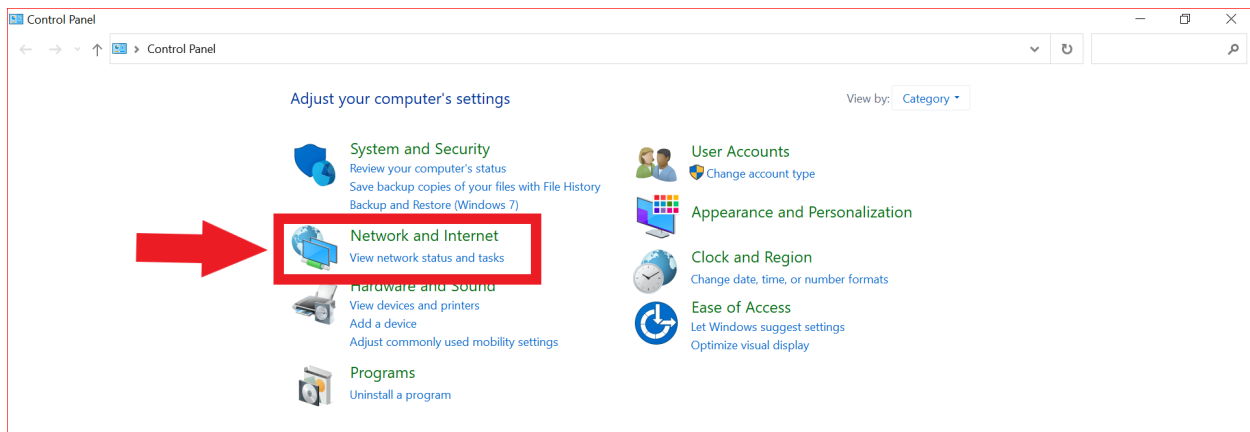 Control Panel
Control Panel
Adjust your computer's settings
View by: Category
System and Security
Review your computer's status
Save backup copies of your files with File History
Backup and Restore (Windows 7)
Network and Internet
View network status and tasks
Hardware and Sound
View devices and printers
Add a device
Adjust commonly used mobility settings
Programs
Uninstall a program
User Accounts
Change account type
Appearance and Personalization
Clock and Region
Change date, time, or number formats
Ease of Access
Let Windows suggest settings
Optimize visual display